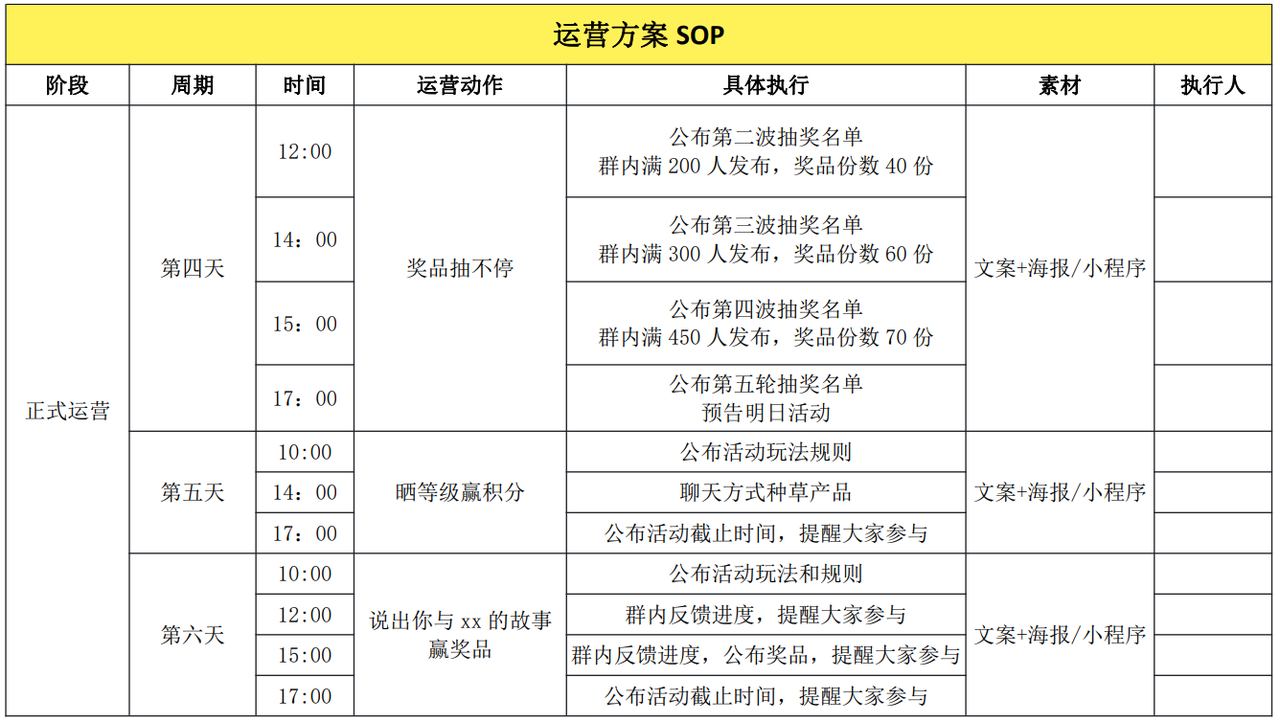 运营方案 SOP
阶段 周期 时间 运营动作 具体执行 素材 执行人
正式运营
第四天
12:00
奖品抽不停
公布第二波抽奖名单
群内满 200 人发布，奖品份数 40 份
文案+海报/小程序
14：00
公布第三波抽奖名单
群内满 300 人发布，奖品份数 60 份
15：00
公布第四波抽奖名单
群内满 450 人发布，奖品份数 70 份
17：00
公布第五轮抽奖名单
预告明日活动
第五天
10:00
晒等级赢积分
公布活动玩法规则
文案+海报/小程序
14：00
聊天方式种草产品
17：00
公布活动截止时间，提醒大家参与
第六天
10:00
说出你与 xx 的故事
赢奖品
公布活动玩法和规则
文案+海报/小程序
12:00
群内反馈进度，提醒大家参与
15:00
群内反馈进度，公布奖品，提醒大家参与
17:00
公布活动截止时间，提醒大家参与